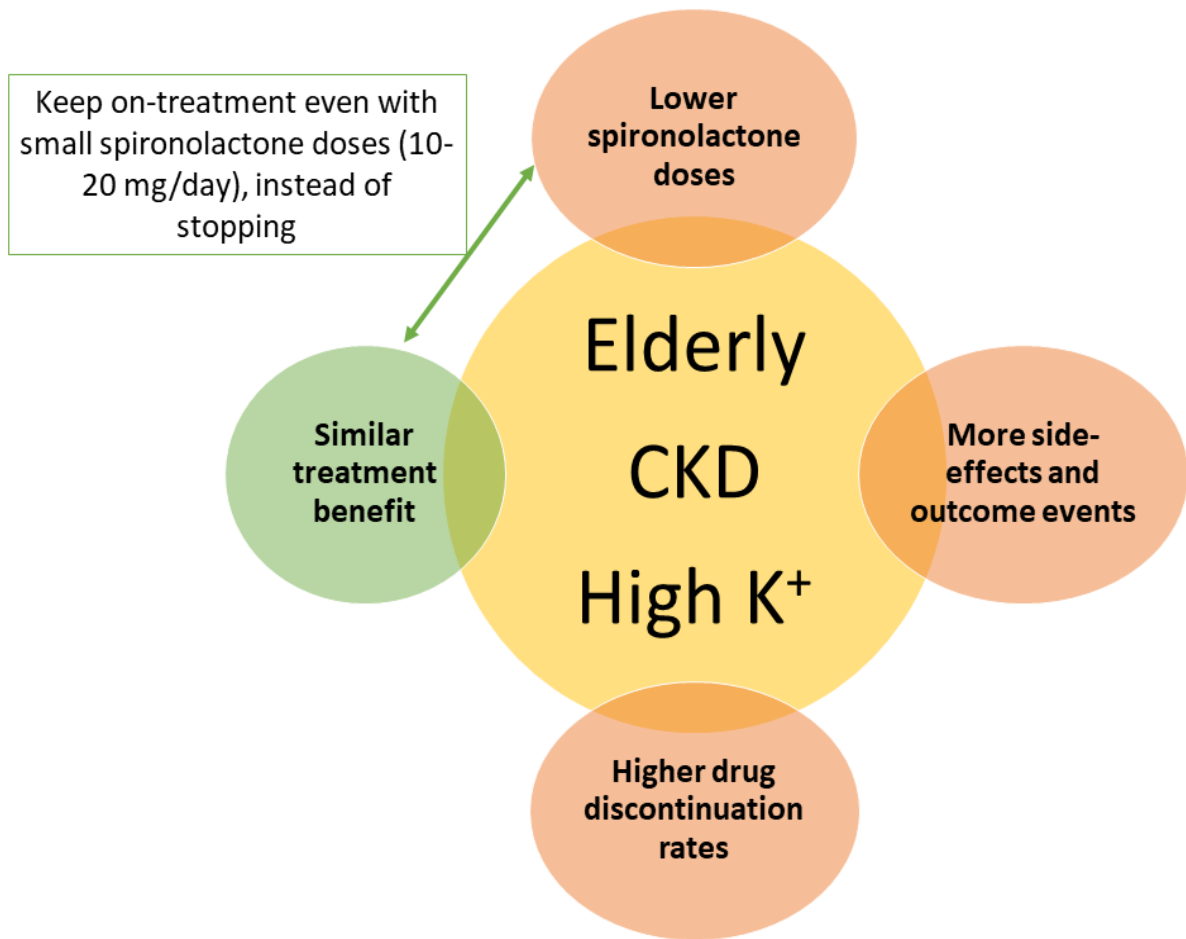 Keep on-treatment even with
small spironolactone doses (10-
20 mg/day), instead of
stopping
Lower
spironolactone
doses
Elderly
CKD
High K⁺
Similar
treatment
benefit
More side-
effects and
outcome events
Higher drug
discontinuation
rates